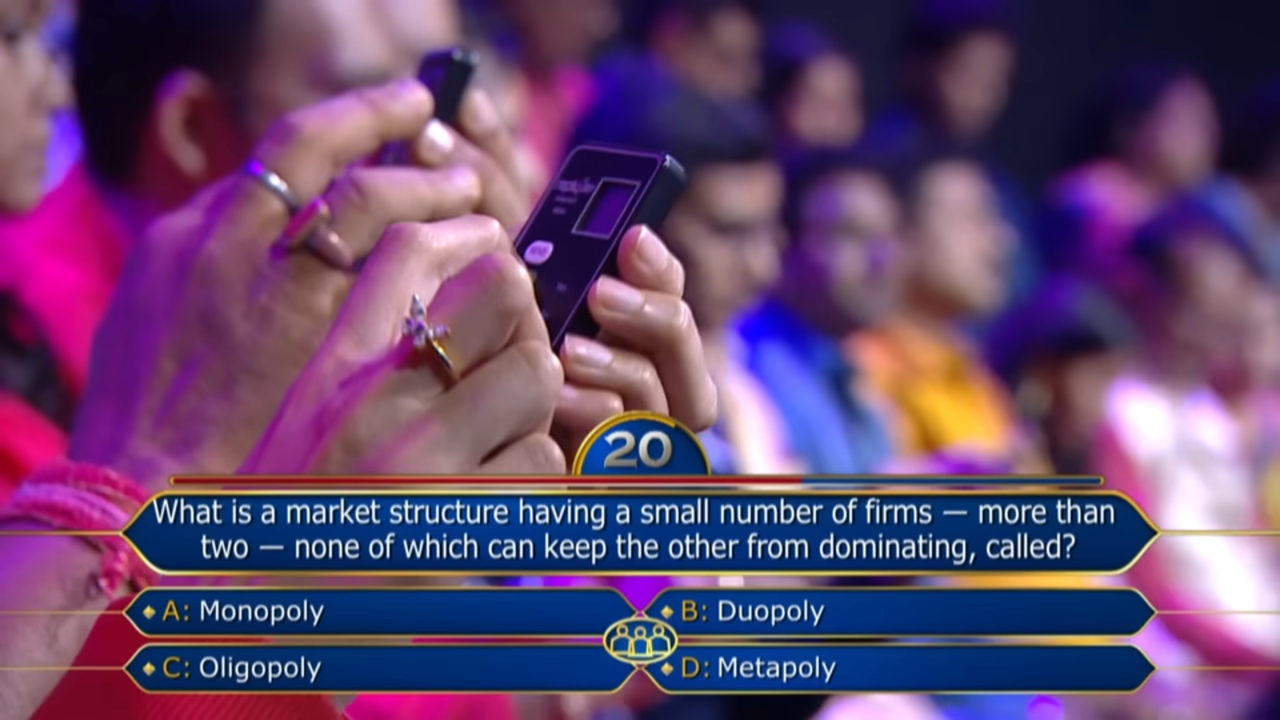 20
What is a market structure having a small number of firms — more than
two — none of which can keep the other from dominating, called?
A: Monopoly
B: Duopoly
C: Oligopoly
D: Metapoly